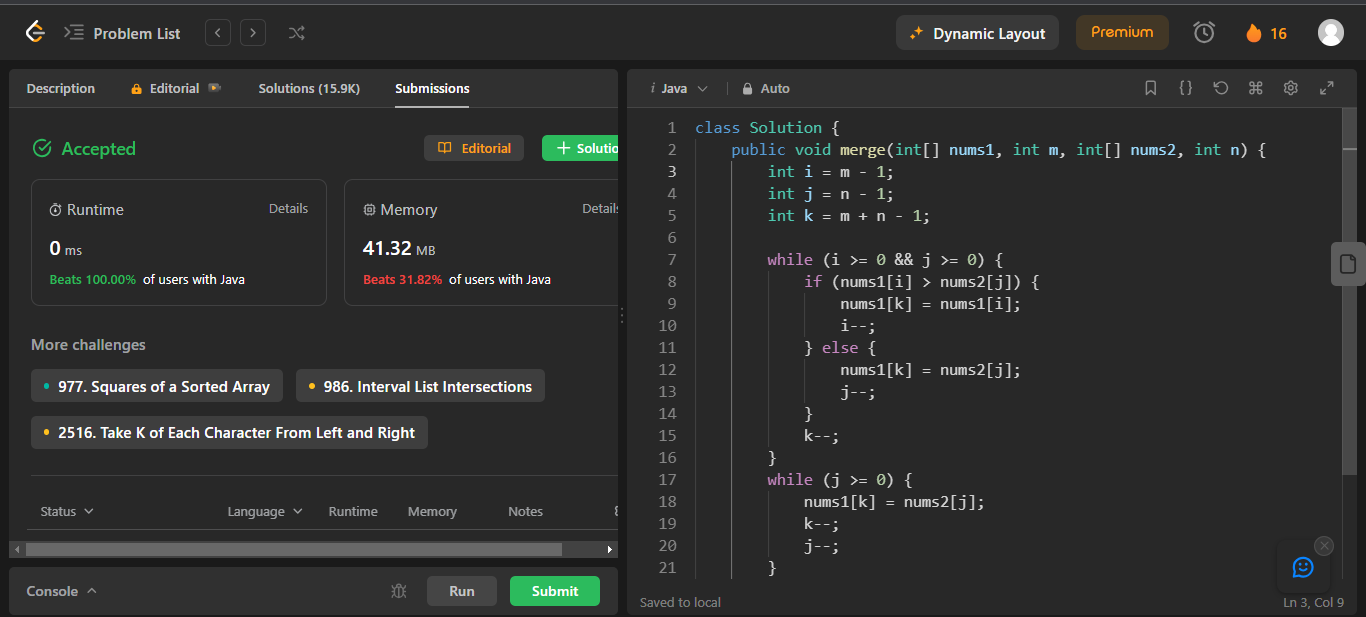 Problem List
Dynamic Layout
Premium
16
Description
Editorial
Solutions (15.9K)
Submissions
Accepted
Editorial
Solutio
Runtime
Details
0 ms
Beats 100.00% of users with Java
Memory
Details
41.32 MB
Beats 31.82% of users with Java
More challenges
977. Squares of a Sorted Array
986. Interval List Intersections
2516. Take K of Each Character From Left and Right
Status
Language
Runtime
Memory
Notes
Console
Run
Submit
i Java
Auto
1 class Solution {
2 public void merge(int[] nums1, int m, int[] nums2, int n) {
3 int i = m - 1;
4 int j = n - 1;
5 int k = m + n - 1;
6
7 while (i >= 0 && j >= 0) {
8 if (nums1[i] > nums2[j]) {
9 nums1[k] = nums1[i];
10 i--;
11 } else {
12 nums1[k] = nums2[j];
13 j--;
14 }
15 k--;
16 }
17 while (j >= 0) {
18 nums1[k] = nums2[j];
19 k--;
20 j--;
21 }
Saved to local
Ln 3, Col 9